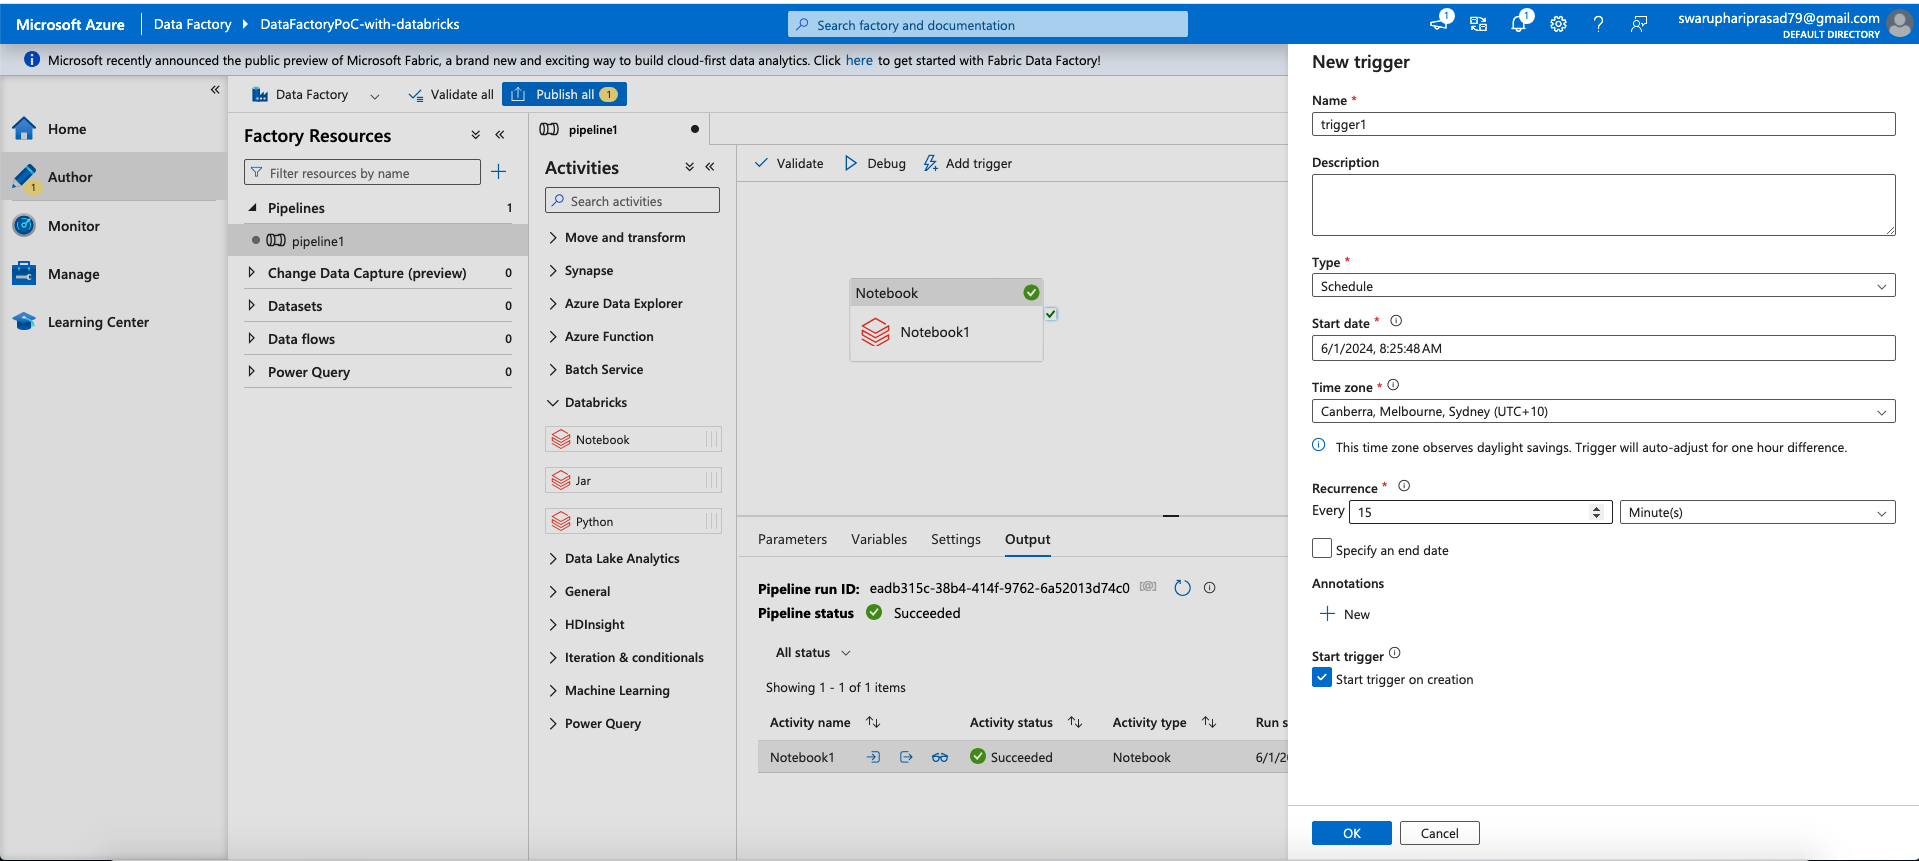 Microsoft Azure
Data Factory
DataFactoryPoC-with-databricks
Search factory and documentation
1
1
swaruphariprasad79@gmail.com
DEFAULT DIRECTORY
Microsoft recently announced the public preview of Microsoft Fabric, a brand new and exciting way to build cloud-first data analytics. Click here to get started with Fabric Data Factory!
Home
Author
1
Monitor
Manage
Learning Center
Data Factory
Validate all
Publish all 1
Factory Resources
Filter resources by name
Pipelines 1
pipeline1
Change Data Capture (preview) 0
Datasets 0
Data flows 0
Power Query 0
pipeline1
Activities
Search activities
Move and transform
Synapse
Azure Data Explorer
Azure Function
Batch Service
Databricks
Notebook
Jar
Python
Data Lake Analytics
General
HDInsight
Iteration & conditionals
Machine Learning
Power Query
Validate
Debug
Add trigger
Notebook
Notebook1
Parameters
Variables
Settings
Output
Pipeline run ID: eadb315c-38b4-414f-9762-6a52013d74c0
Pipeline status Succeeded
All status
Showing 1 - 1 of 1 items
Activity name Activity status Activity type Run s
Notebook1 Succeeded Notebook 6/1/2
New trigger
Name *
trigger1
Description
Type *
Schedule
Start date *
6/1/2024, 8:25:48 AM
Time zone *
Canberra, Melbourne, Sydney (UTC+10)
This time zone observes daylight savings. Trigger will auto-adjust for one hour difference.
Recurrence *
Every 15 Minute(s)
Specify an end date
Annotations
New
Start trigger
Start trigger on creation
OK
Cancel